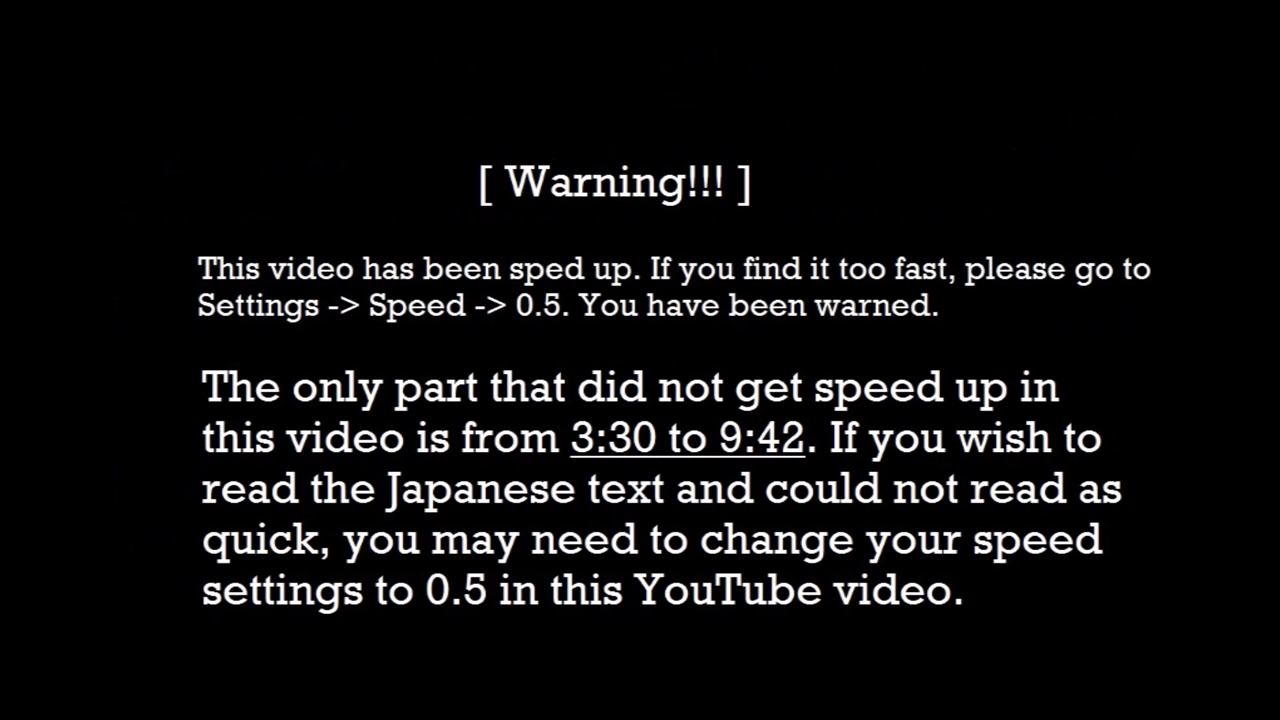 [ Warning!!! ]
This video has been sped up. If you find it too fast, please go to
Settings -> Speed -> 0.5. You have been warned.
The only part that did not get speed up in
this video is from 3:30 to 9:42. If you wish to
read the Japanese text and could not read as
quick, you may need to change your speed
settings to 0.5 in this YouTube video.